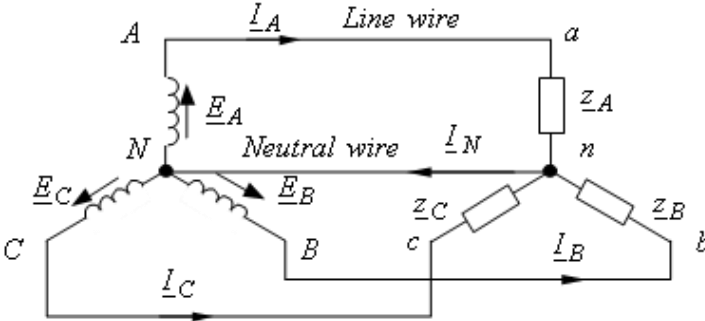 A I_A Line wire a
E_A z_A
N Neutral wire I_N n
E_C E_B z_C z_B
C B c I_B b
I_C